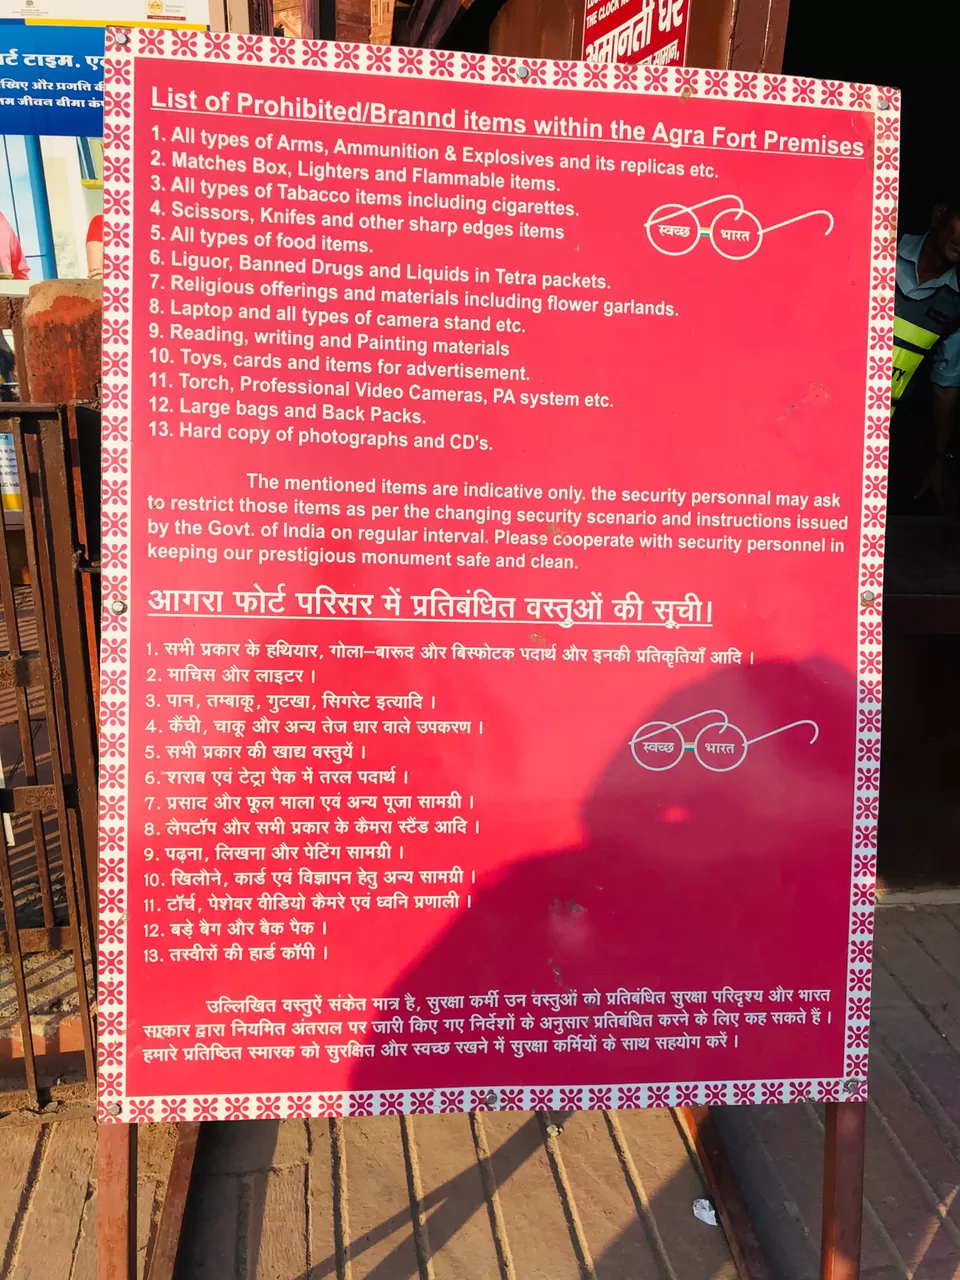 THE CLOAK RO
अमानती घर
सामान,
र्ट टाइम. ए
खिए और प्रगति क
म जीवन बीमा कं
List of Prohibited/Brannd items within the Agra Fort Premises
1. All types of Arms, Ammunition & Explosives and its replicas etc.
2. Matches Box, Lighters and Flammable items.
3. All types of Tabacco items including cigarettes.
4. Scissors, Knifes and other sharp edges items
स्वच्छ भारत
5. All types of food items.
6. Liguor, Banned Drugs and Liquids in Tetra packets.
7. Religious offerings and materials including flower garlands.
8. Laptop and all types of camera stand etc.
9. Reading, writing and Painting materials
10. Toys, cards and items for advertisement.
11. Torch, Professional Video Cameras, PA system etc.
12. Large bags and Back Packs.
13. Hard copy of photographs and CD's.
The mentioned items are indicative only. the security personnal may ask
to restrict those items as per the changing security scenario and instructions issued
by the Govt. of India on regular interval. Please cooperate with security personnel in
keeping our prestigious monument safe and clean.
आगरा फोर्ट परिसर में प्रतिबंधित वस्तुओं की सूची।
1. सभी प्रकार के हथियार, गोला–बारूद और बिस्फोटक पदार्थ और इनकी प्रतिकृतियाँ आदि।
2. माचिस और लाइटर।
3. पान, तम्बाकू, गुटखा, सिगरेट इत्यादि।
4. कैंची, चाकू और अन्य तेज धार वाले उपकरण।
स्वच्छ भारत
5. सभी प्रकार की खाद्य वस्तुयें।
6. शराब एवं टेट्रा पैक में तरल पदार्थ।
7. प्रसाद और फूल माला एवं अन्य पूजा सामग्री।
8. लैपटॉप और सभी प्रकार के कैमरा स्टैंड आदि।
9. पढ़ना, लिखना और पेटिंग सामग्री।
10. खिलौने, कार्ड एवं विज्ञापन हेतु अन्य सामग्री।
11. टॉर्च, पेशेवर वीडियो कैमरे एवं ध्वनि प्रणाली।
12. बड़े बैग और बैक पैक।
13. तस्वीरों की हार्ड कॉपी।
उल्लिखित वस्तुऐं संकेत मात्र है, सुरक्षा कर्मी उन वस्तुओं को प्रतिबंधित सुरक्षा परिदृश्य और भारत
साकार द्वारा नियमित अंतराल पर जारी किए गए निर्देशों के अनुसार प्रतिबंधित करने के लिए कह सकते हैं।
हमारे प्रतिष्ठित स्मारक को सुरक्षित और स्वच्छ रखने में सुरक्षा कर्मियों के साथ सहयोग करें।